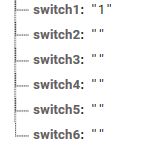 switch1: "1"
switch2: " "
switch3: " "
switch4: " "
switch5: " "
switch6: " "